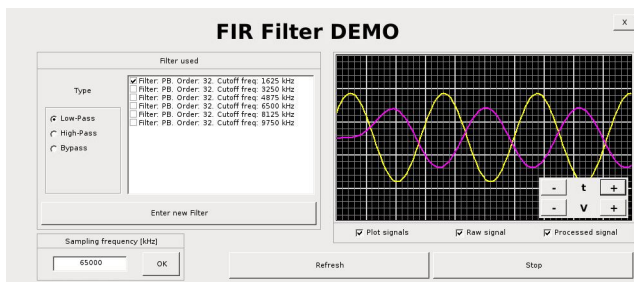 FIR Filter DEMO
X
Filter used
Type
Low-Pass
High-Pass
Bypass
Filter: PB. Order: 32. Cutoff freq: 1625 kHz
Filter: PB. Order: 32. Cutoff freq: 3250 kHz
Filter: PB. Order: 32. Cutoff freq: 4875 kHz
Filter: PB. Order: 32. Cutoff freq: 6500 kHz
Filter: PB. Order: 32. Cutoff freq: 8125 kHz
Filter: PB. Order: 32. Cutoff freq: 9750 kHz
Enter new Filter
- t +
- V +
Plot signals Raw signal Processed signal
Sampling frequency [kHz]
65000 OK
Refresh Stop